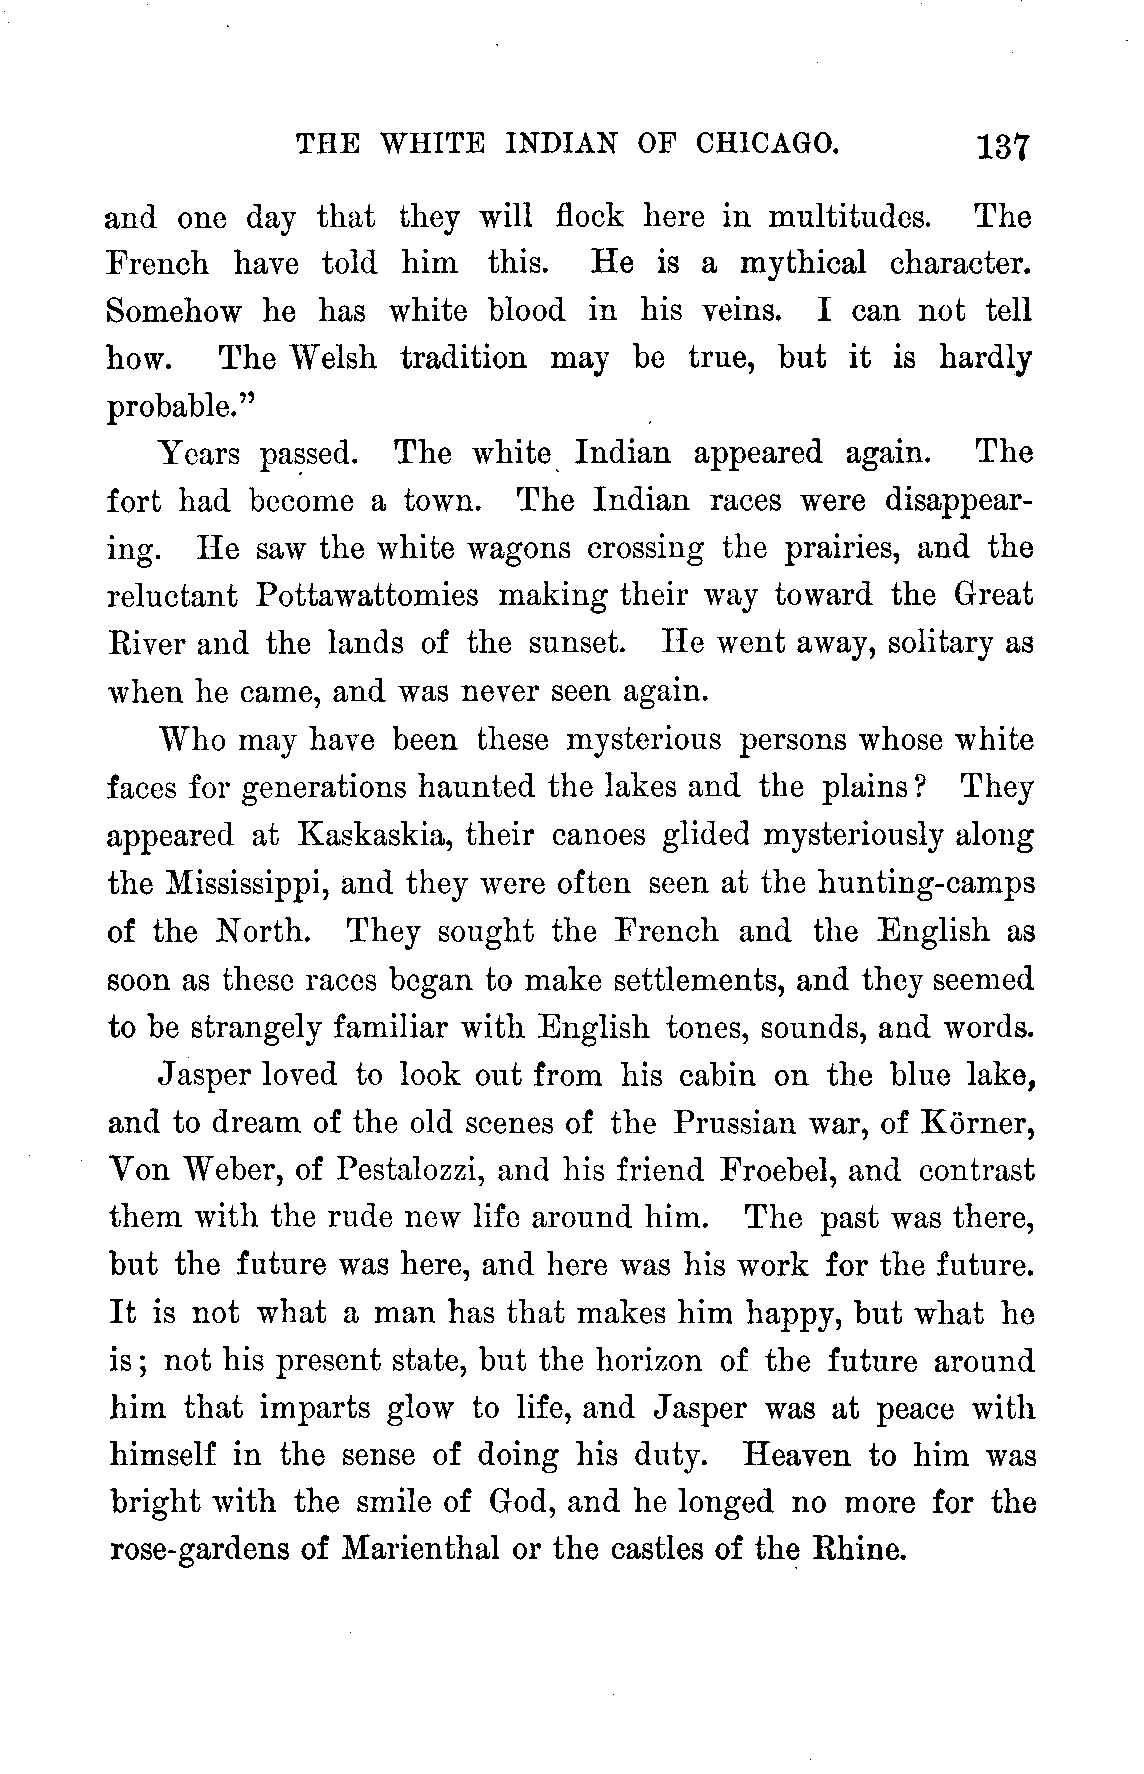 THE WHITE INDIAN OF CHICAGO. 137
and one day that they will flock here in multitudes. The
French have told him this. He is a mythical character.
Somehow he has white blood in his veins. I can not tell
how. The Welsh tradition may be true, but it is hardly
probable.”
Years passed. The white Indian appeared again. The
fort had become a town. The Indian races were disappear-
ing. He saw the white wagons crossing the prairies, and the
reluctant Pottawattomies making their way toward the Great
River and the lands of the sunset. He went away, solitary as
when he came, and was never seen again.
Who may have been these mysterious persons whose white
faces for generations haunted the lakes and the plains? They
appeared at Kaskaskia, their canoes glided mysteriously along
the Mississippi, and they were often seen at the hunting-camps
of the North. They sought the French and the English as
soon as these races began to make settlements, and they seemed
to be strangely familiar with English tones, sounds, and words.
Jasper loved to look out from his cabin on the blue lake,
and to dream of the old scenes of the Prussian war, of Körner,
Von Weber, of Pestalozzi, and his friend Froebel, and contrast
them with the rude new life around him. The past was there,
but the future was here, and here was his work for the future.
It is not what a man has that makes him happy, but what he
is; not his present state, but the horizon of the future around
him that imparts glow to life, and Jasper was at peace with
himself in the sense of doing his duty. Heaven to him was
bright with the smile of God, and he longed no more for the
rose-gardens of Marienthal or the castles of the Rhine.